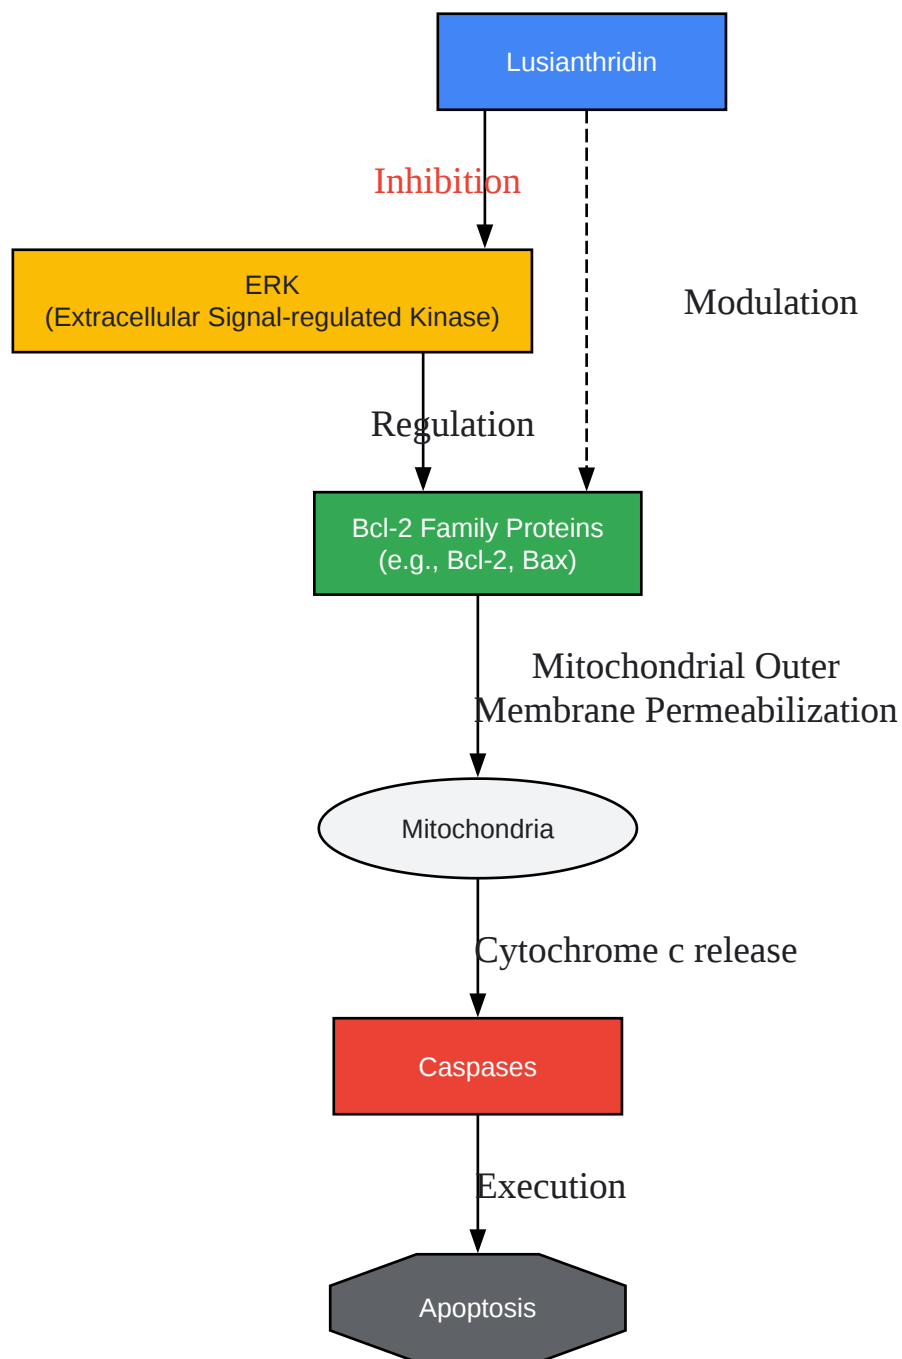 Lusianthridin
Inhibition
ERK
(Extracellular Signal-regulated Kinase)
Modulation
Regulation
Bcl-2 Family Proteins
(e.g., Bcl-2, Bax)
Mitochondrial Outer
Membrane Permeabilization
Mitochondria
Cytochrome c release
Caspases
Execution
Apoptosis